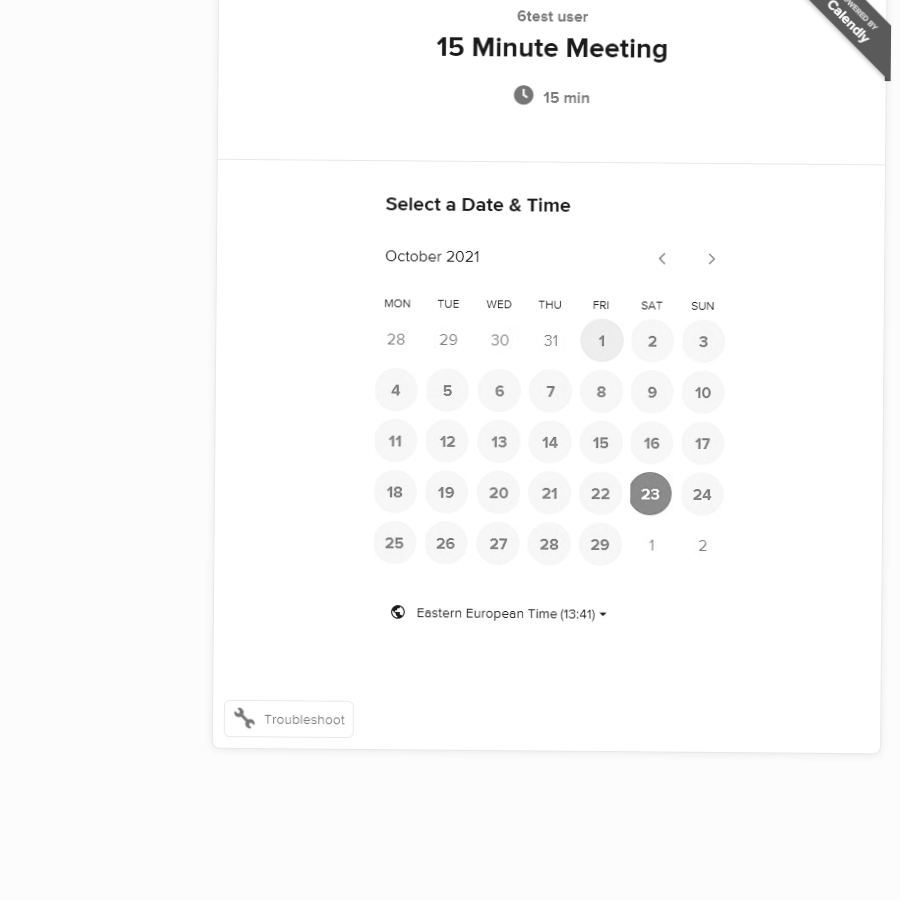 6test user
15 Minute Meeting
15 min
POWERED BY
Calendly
Select a Date & Time
October 2021
MON TUE WED THU FRI SAT SUN
28 29 30 31 1 2 3
4 5 6 7 8 9 10
11 12 13 14 15 16 17
18 19 20 21 22 23 24
25 26 27 28 29 1 2
Eastern European Time (13:41)
Troubleshoot